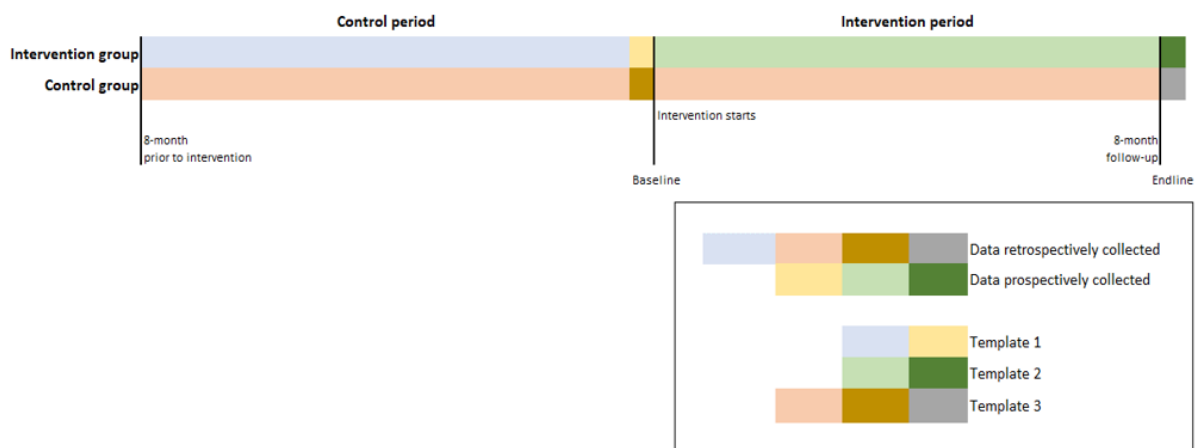 Control period
Intervention period
Intervention group
Control group
Intervention starts
8-month
prior to intervention
8-month
follow-up
Baseline
Endline
Data retrospectively collected
Data prospectively collected
Template 1
Template 2
Template 3